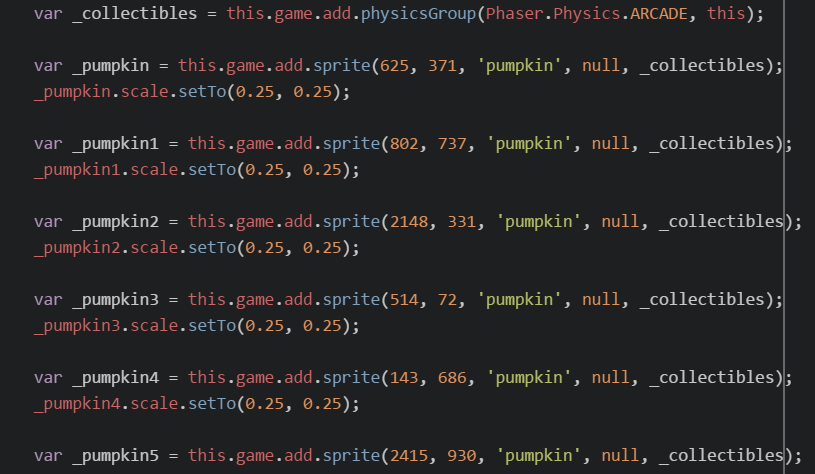 var _collectibles = this.game.add.physicsGroup(Phaser.Physics.ARCADE, this);
var _pumpkin = this.game.add.sprite(625, 371, 'pumpkin', null, _collectibles);
_pumpkin.scale.setTo(0.25, 0.25);
var _pumpkin1 = this.game.add.sprite(802, 737, 'pumpkin', null, _collectibles);
_pumpkin1.scale.setTo(0.25, 0.25);
var _pumpkin2 = this.game.add.sprite(2148, 331, 'pumpkin', null, _collectibles);
_pumpkin2.scale.setTo(0.25, 0.25);
var _pumpkin3 = this.game.add.sprite(514, 72, 'pumpkin', null, _collectibles);
_pumpkin3.scale.setTo(0.25, 0.25);
var _pumpkin4 = this.game.add.sprite(143, 686, 'pumpkin', null, _collectibles);
_pumpkin4.scale.setTo(0.25, 0.25);
var _pumpkin5 = this.game.add.sprite(2415, 930, 'pumpkin', null, _collectibles);